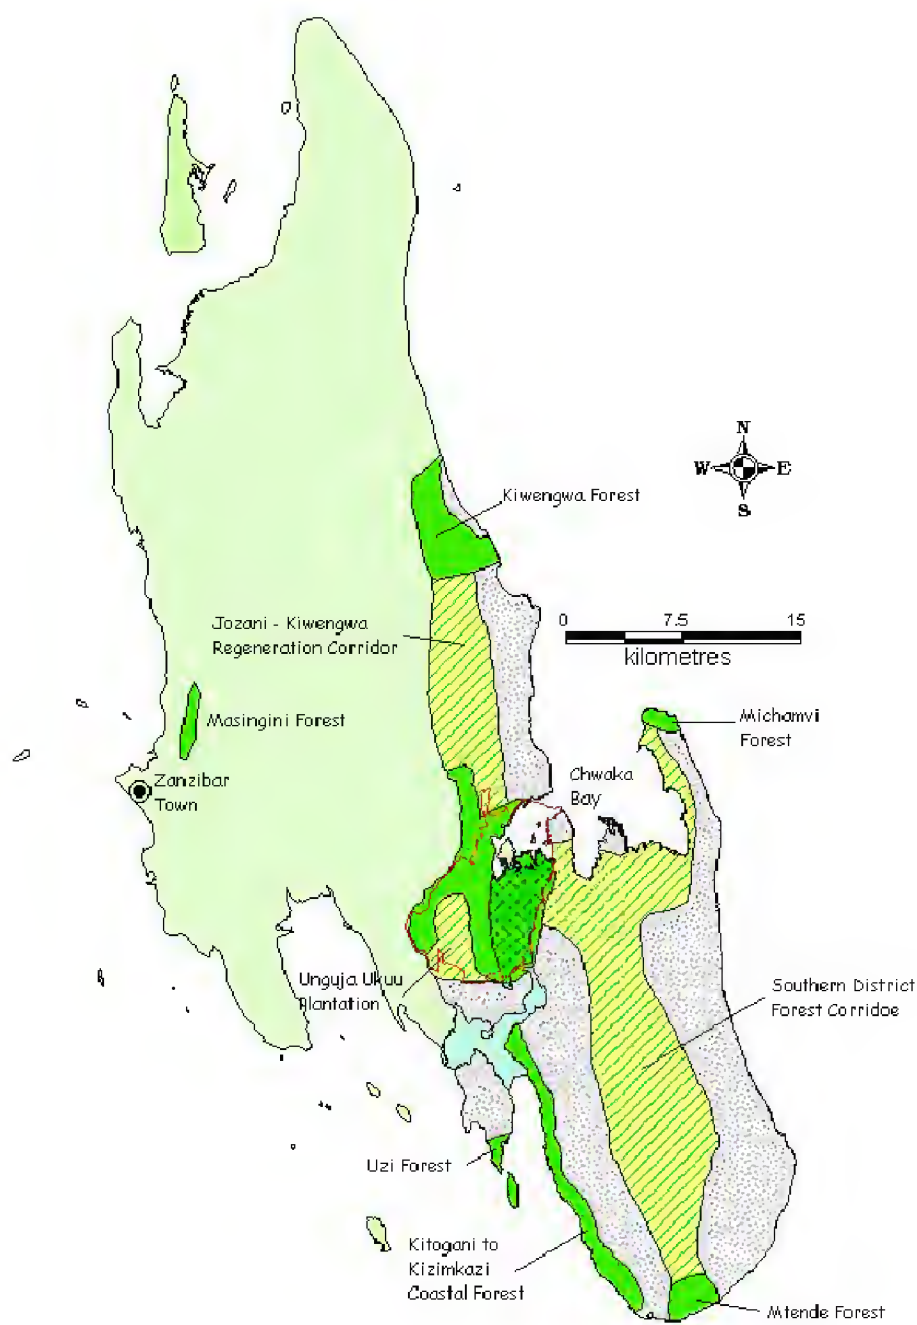 N
W
E
S
Kiwengwa Forest
0 7.5 15
kilometres
Jozani - Kiwengwa
Regeneration Corridor
Masingini Forest
Michamvi
Forest
Zanzibar
Town
Chwaka
Bay
Unguja Ukuu
Plantation
Southern District
Forest Corridoe
Uzi Forest
Kitogani to
Kizimkazi
Coastal Forest
Mtende Forest